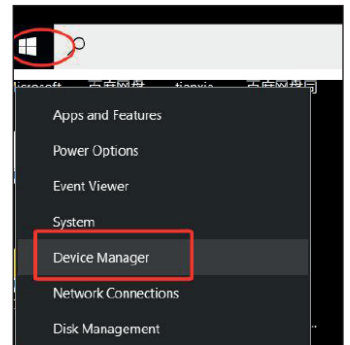 Apps and Features
Power Options
Event Viewer
System
Device Manager
Network Connections
Disk Management